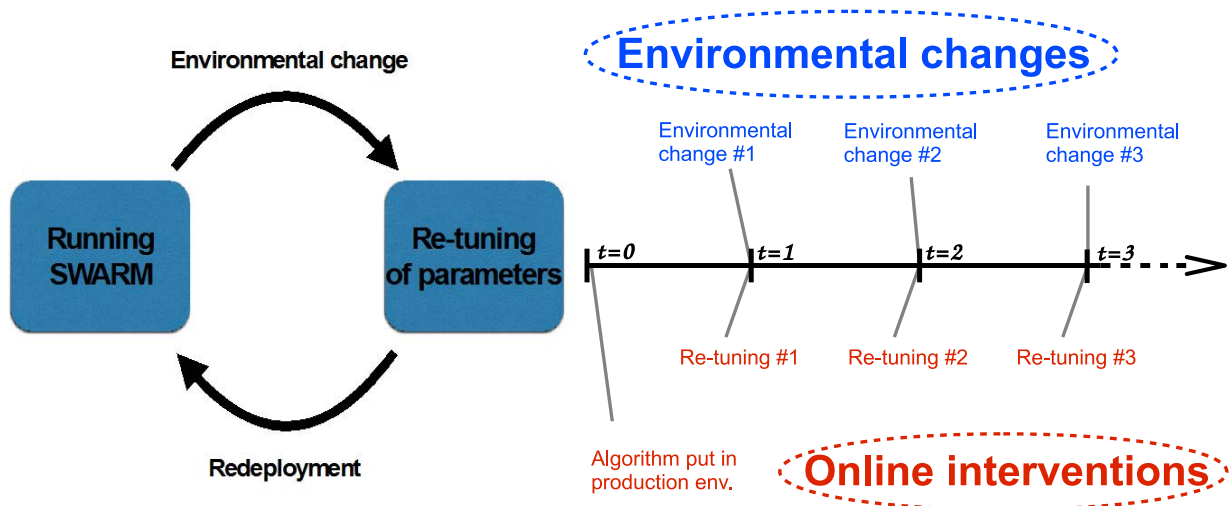 Environmental change
Running
SWARM
Re-tuning
of parameters
Redeployment
Environmental changes
Environmental
change #1
Environmental
change #2
Environmental
change #3
t=0
t=1
t=2
t=3
Re-tuning #1
Re-tuning #2
Re-tuning #3
Algorithm put in
production env.
Online interventions